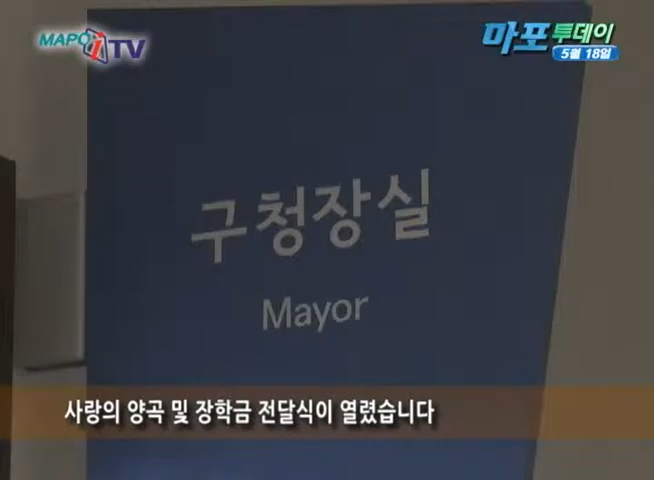 MAPO i TV
마포 투데이
5월 18일
구청장실
Mayor
사랑의 양곡 및 장학금 전달식이 열렸습니다